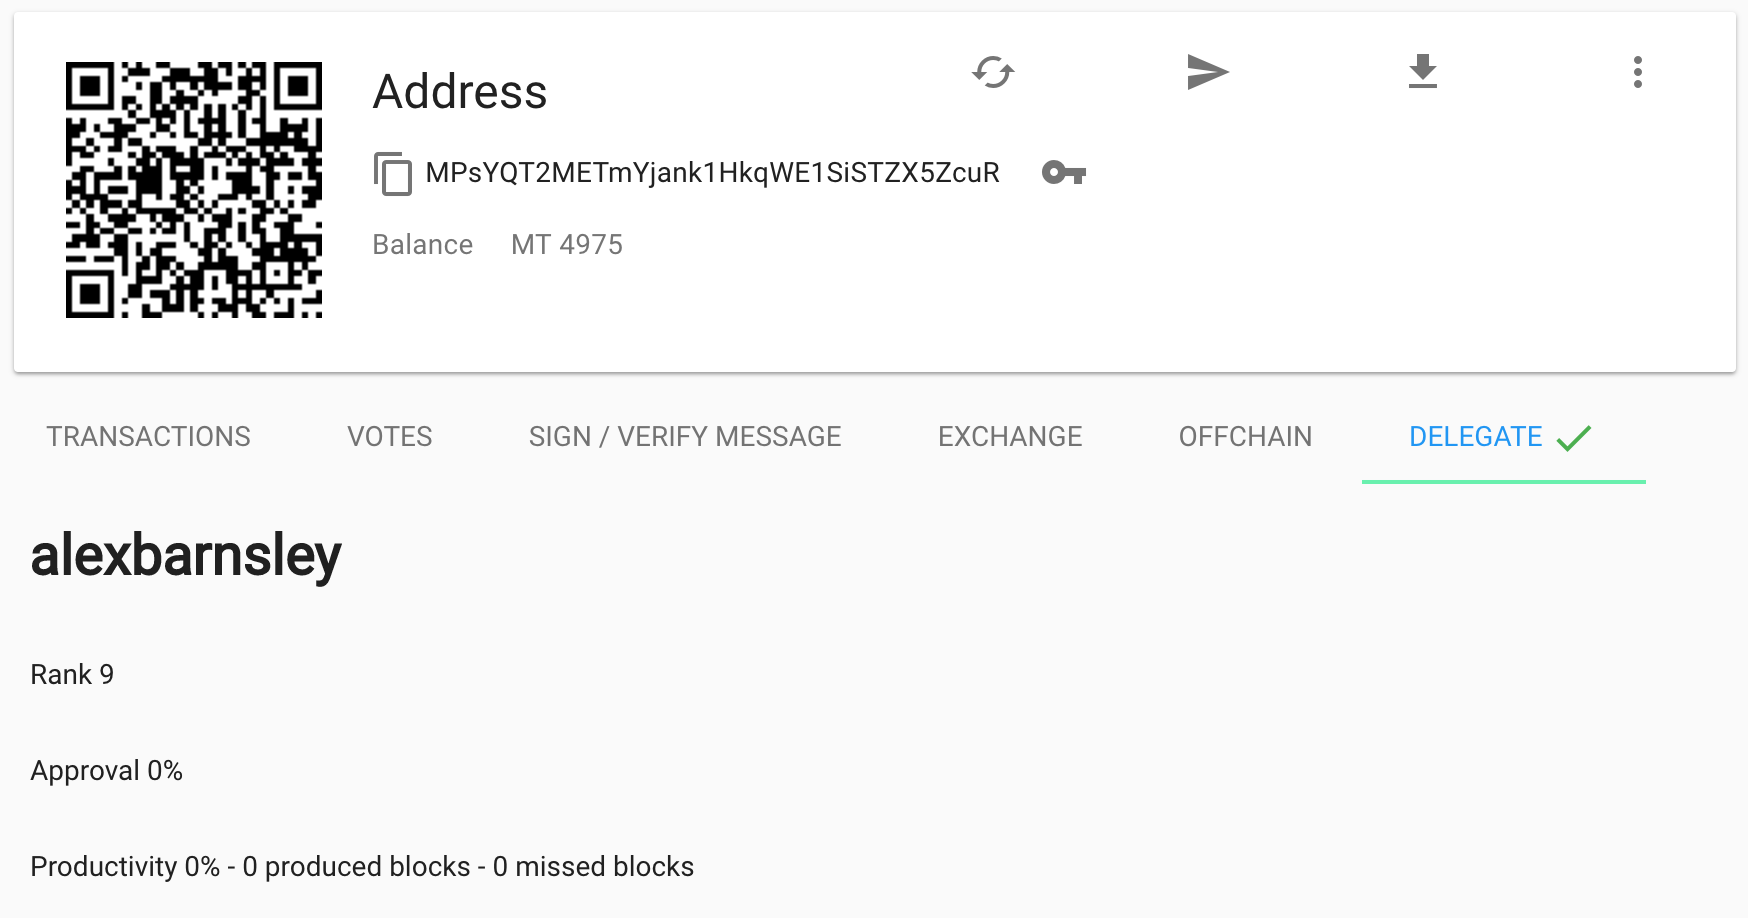 Address
MPsYQT2METmYjank1HkqWE1SiSTZX5ZcuR
Balance MT 4975
TRANSACTIONS VOTES SIGN / VERIFY MESSAGE EXCHANGE OFFCHAIN DELEGATE
alexbarnsley
Rank 9
Approval 0%
Productivity 0% - 0 produced blocks - 0 missed blocks